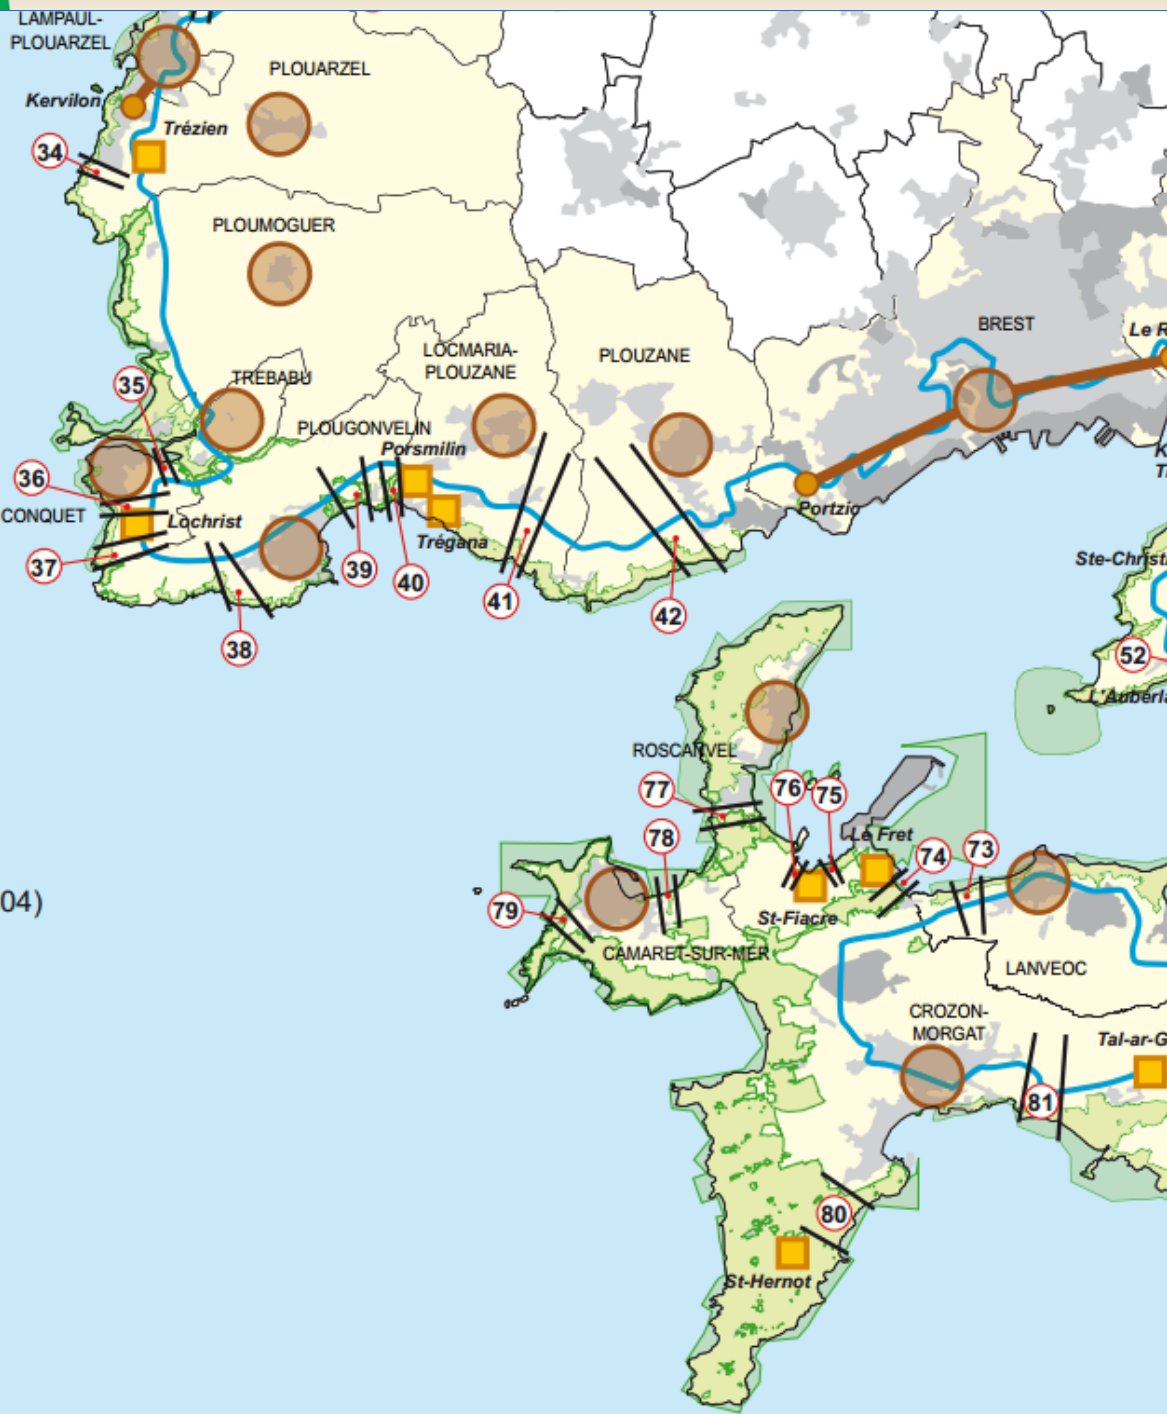 LAMPAUL-
PLOUARZEL
PLOUARZEL
Kervilon
Trézien
34
PLOUMOGUER
BREST
LOCMARIA-
PLOUZANE
PLOUZANE
35
TREBABU
PLOUGONVELIN
Porsmilin
36
CONQUET
Lochrist
Portzic
Trégana
37
39
40
41
42
38
Ste-Christ
52
L'Auberla
ROSCANVEL
77
76
75
78
Le Fret
74
73
04)
79
St-Fiacre
CAMARET-SUR-MER
LANVEOC
CROZON-
MORGAT
Tal-ar-G
81
80
St-Hernot